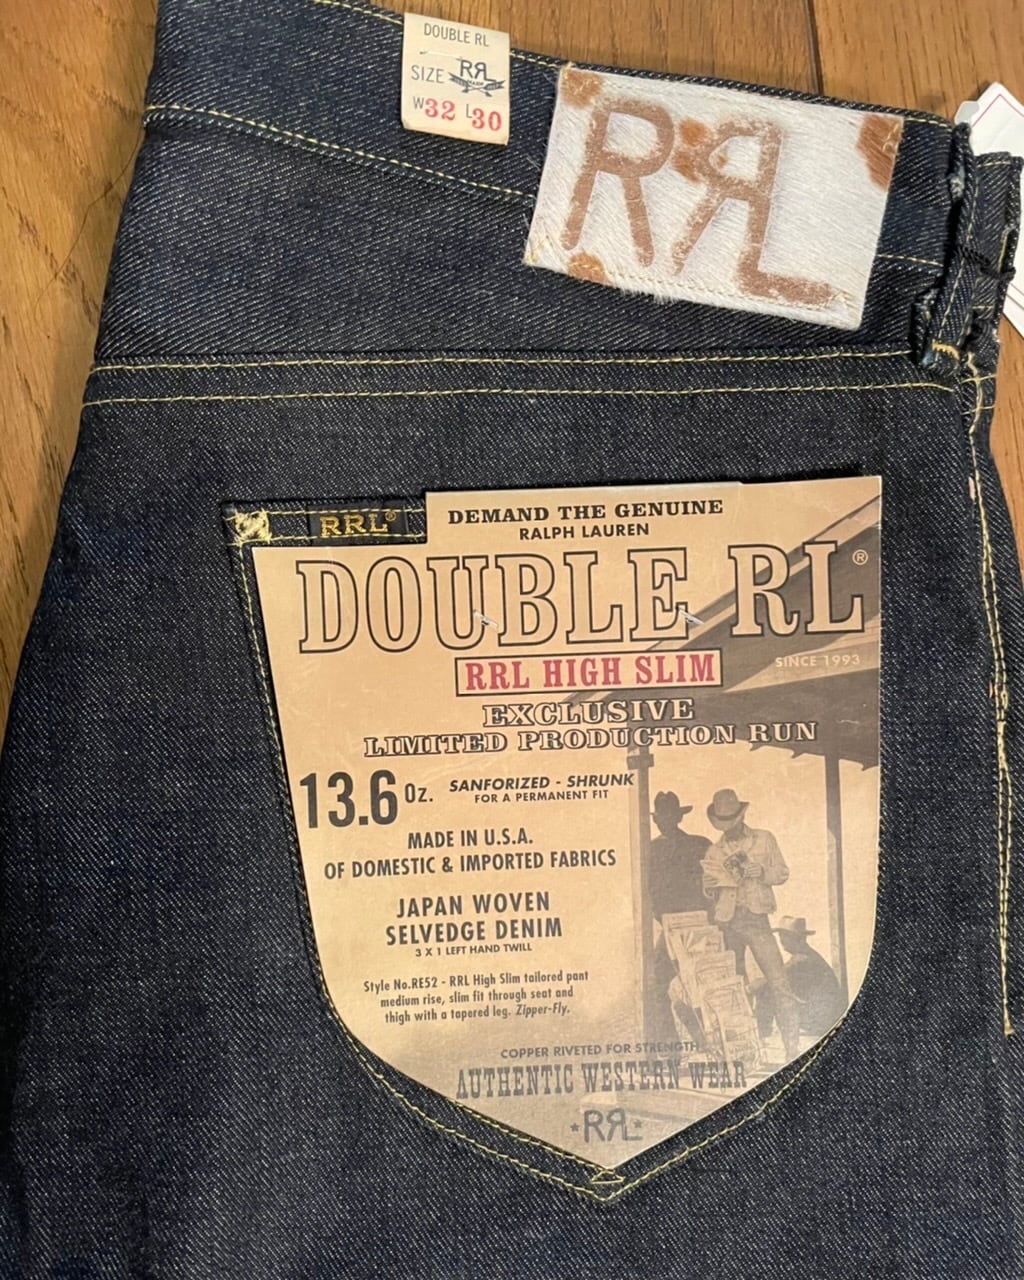 DOUBLE RL
SIZE RRL
W32 L30
RRL
RRL®
DEMAND THE GENUINE
RALPH LAUREN
DOUBLE RL®
SINCE 1993
RRL HIGH SLIM
EXCLUSIVE
LIMITED PRODUCTION RUN
13.6 Oz.
SANFORIZED - SHRUNK
FOR A PERMANENT FIT
MADE IN U.S.A.
OF DOMESTIC & IMPORTED FABRICS
JAPAN WOVEN
SELVEDGE DENIM
3 X 1 LEFT HAND TWILL
Style No.RE52 - RRL High Slim tailored pant
medium rise, slim fit through seat and
thigh with a tapered leg. Zipper-Fly.
COPPER RIVETED FOR STRENGTH
AUTHENTIC WESTERN WEAR
RRL